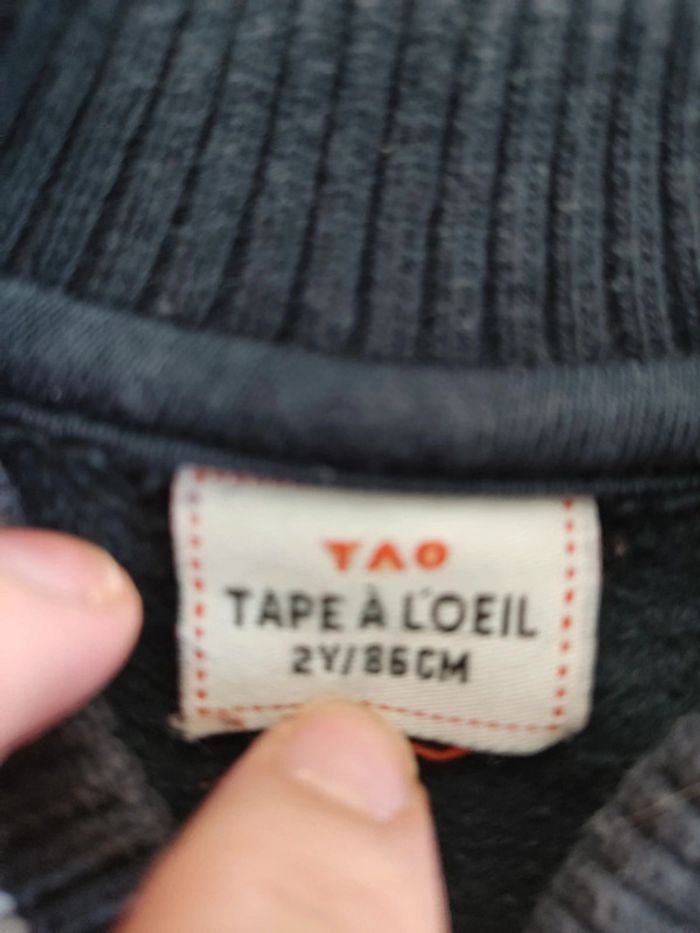 TAO
TAPE À L'OEIL
2Y/86CM